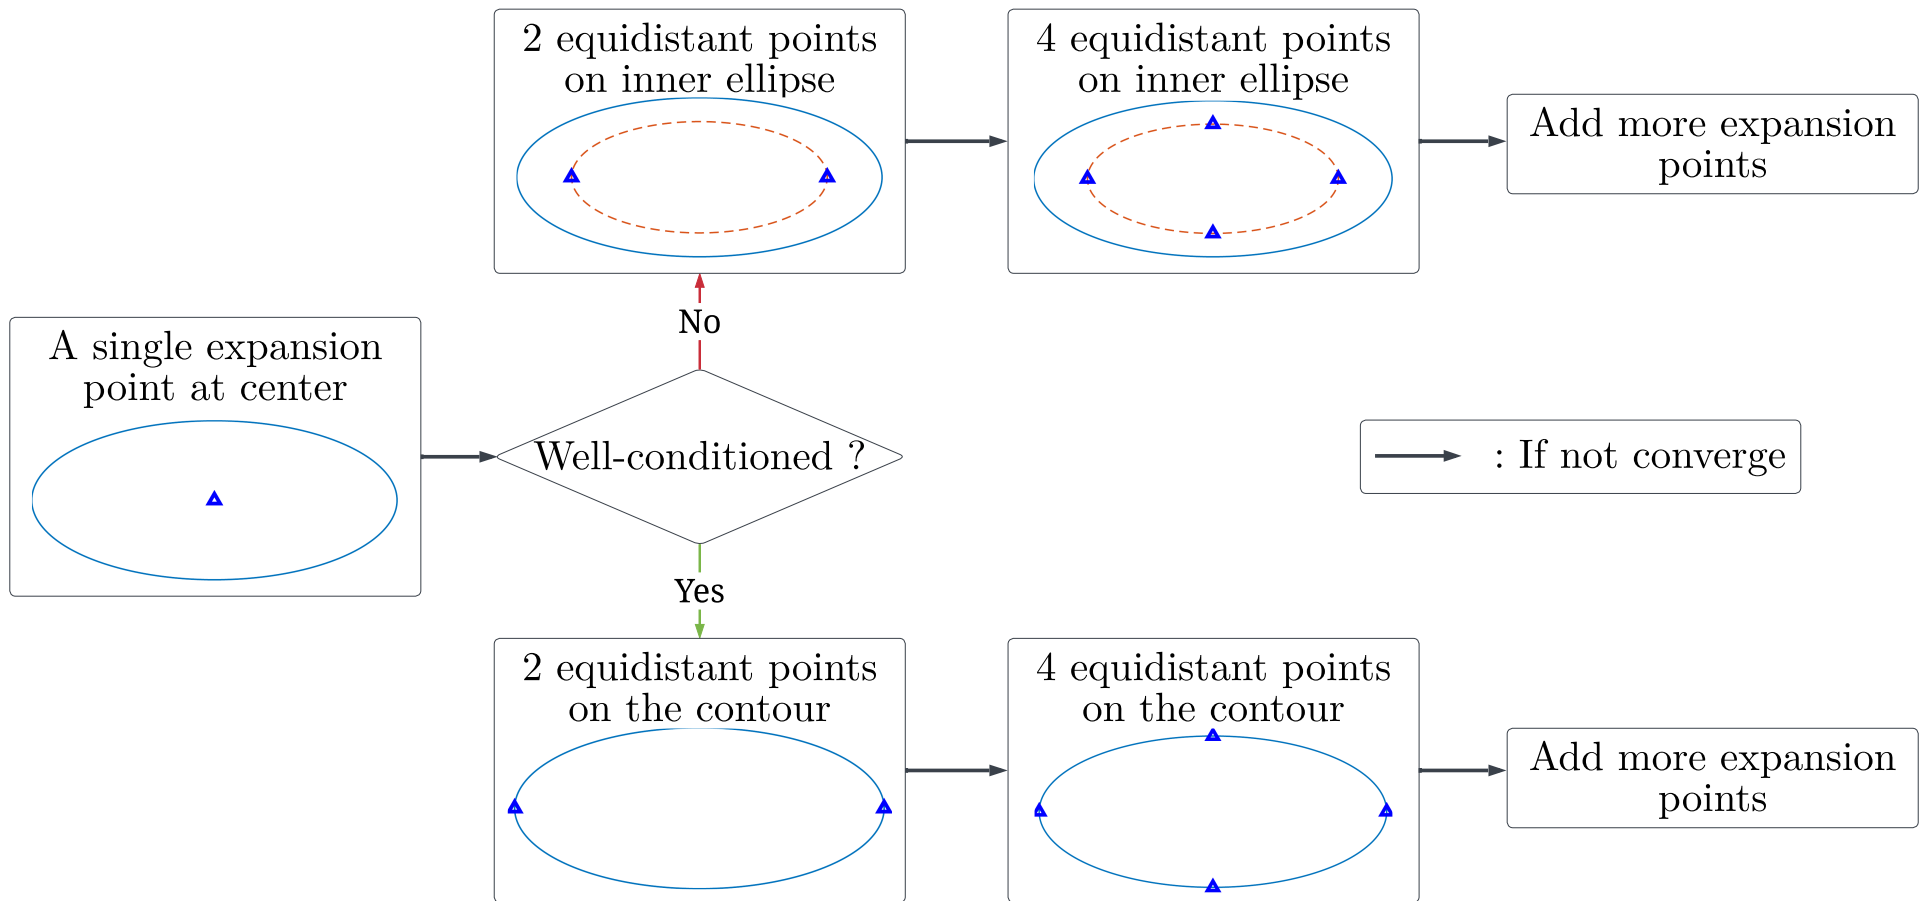 2 equidistant points
on inner ellipse
4 equidistant points
on inner ellipse
Add more expansion
points
No
A single expansion
point at center
Well-conditioned ?
: If not converge
Yes
2 equidistant points
on the contour
4 equidistant points
on the contour
Add more expansion
points